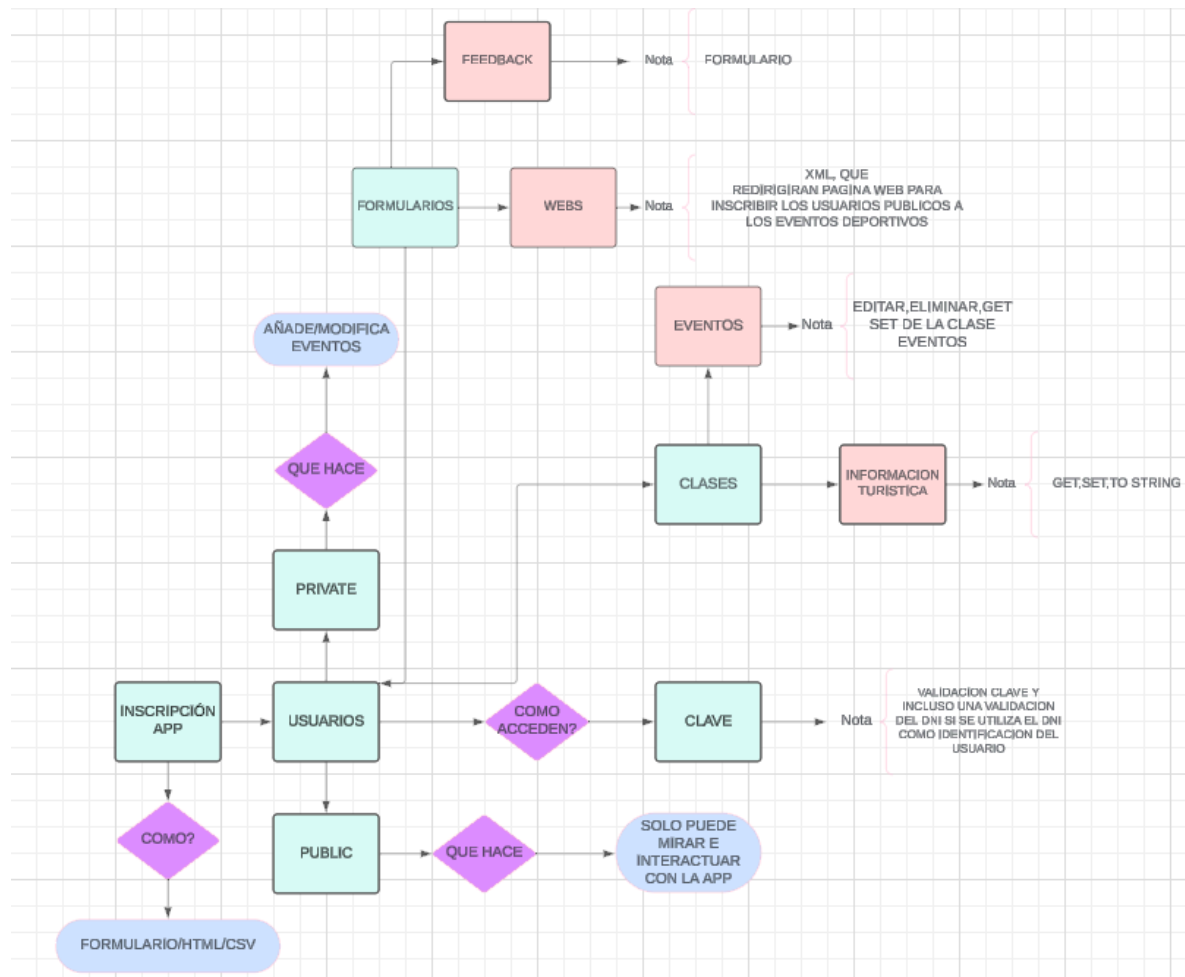 FEEDBACK
Nota
FORMULARIO
FORMULARIOS
WEBS
Nota
XML, QUE
REDIRIGIRAN PAGINA WEB PARA
INSCRIBIR LOS USUARIOS PUBLICOS A
LOS EVENTOS DEPORTIVOS
AÑADE/MODIFICA
EVENTOS
EVENTOS
Nota
EDITAR,ELIMINAR,GET
SET DE LA CLASE
EVENTOS
QUE HACE
CLASES
INFORMACION
TURÍSTICA
Nota
GET,SET,TO STRING
PRIVATE
INSCRIPCIÓN
APP
USUARIOS
COMO
ACCEDEN?
CLAVE
Nota
VALIDACION CLAVE Y
INCLUSO UNA VALIDACION
DEL DNI SI SE UTILIZA EL DNI
COMO IDENTIFICACION DEL
USUARIO
COMO?
PUBLIC
QUE HACE
SOLO PUEDE
MIRAR E
INTERACTUAR
CON LA APP
FORMULARIO/HTML/CSV